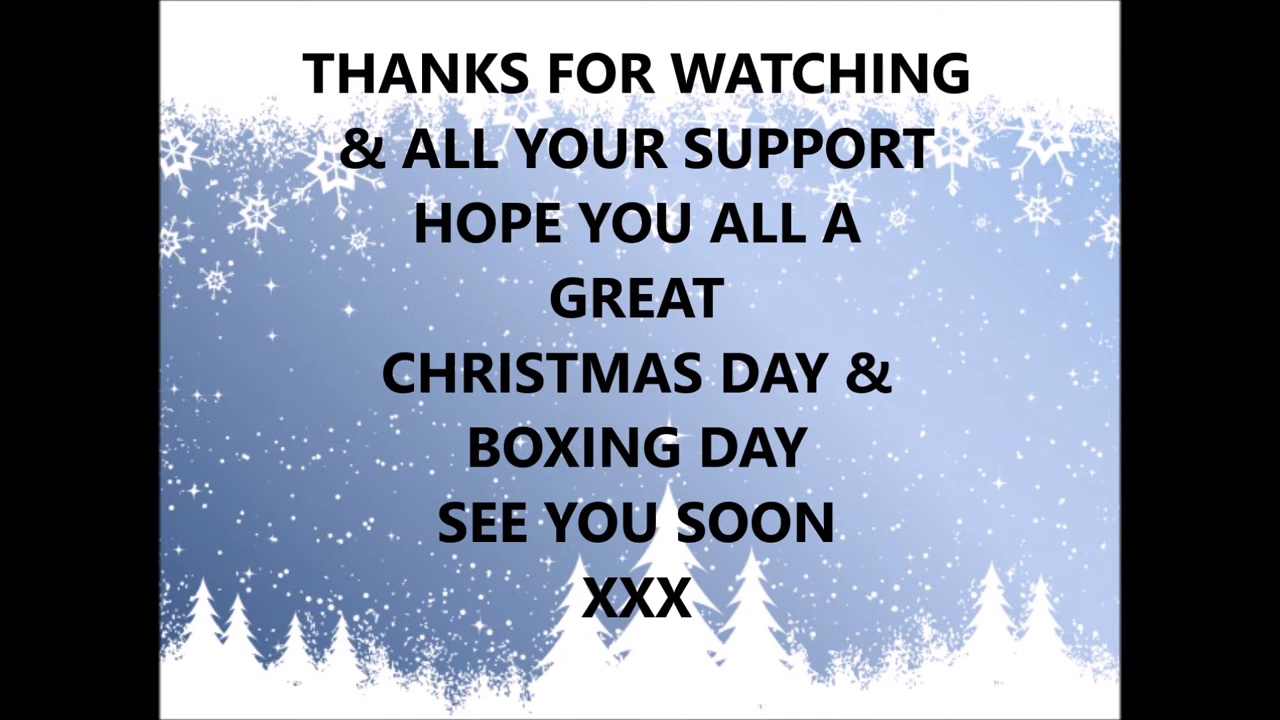 THANKS FOR WATCHING
& ALL YOUR SUPPORT
HOPE YOU ALL A
GREAT
CHRISTMAS DAY &
BOXING DAY
SEE YOU SOON
XXX